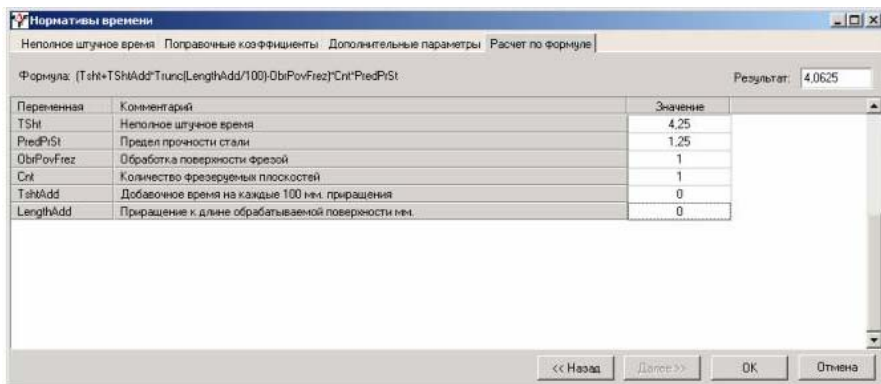 Нормативы времени
Неполное штучное время Поправочные коэффициенты Дополнительные параметры Расчет по формуле
Формула: (Tsht+TShtAdd*Trunc(LengthAdd/100)-ObrPovFrez)*Cnt*PredPrSt Результат: 4,0625
Переменная Комментарий Значение
TSht Неполное штучное время 4,25
PredPrSt Предел прочности стали 1,25
ObrPovFrez Обработка поверхности фрезой 1
Cnt Количество фрезеруемых плоскостей 1
TshtAdd Добавочное время на каждые 100 мм. приращения 0
LengthAdd Приращение к длине обрабатываемой поверхности мм. 0
<< Назад Далее >> OK Отмена